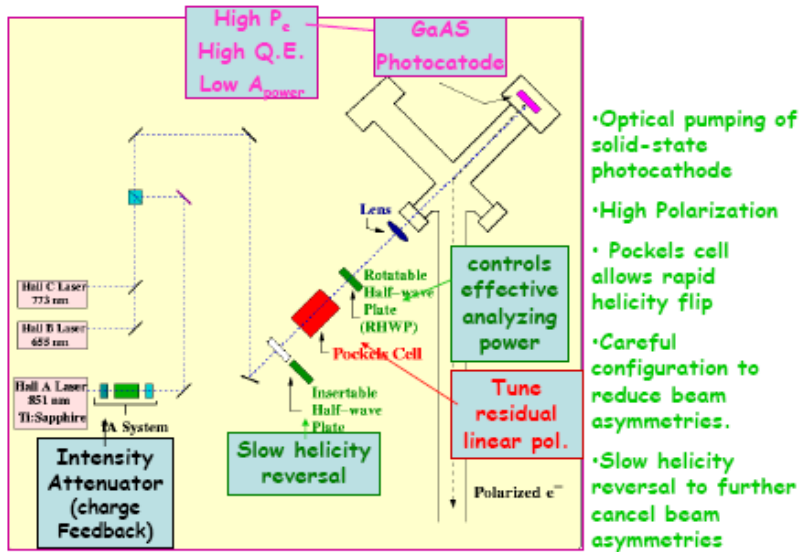 High Pe
High Q.E.
Low Apower
GaAS
Photocatode
•Optical pumping of
solid-state
photocathode
•High Polarization
• Pockels cell
allows rapid
helicity flip
•Careful
configuration to
reduce beam
asymmetries.
•Slow helicity
reversal to further
cancel beam
asymmetries
Lens
controls
effective
analyzing
power
Rotatable
Half-wave
Plate
(RHWP)
Hall C Laser
773 nm
Hall B Laser
655 nm
Pockels Cell
Hall A Laser
851 nm
Ti:Sapphire
IA System
Insertable
Half-wave
Plate
Tune
residual
linear pol.
Slow helicity
reversal
Intensity
Attenuator
(charge
Feedback)
Polarized e⁻